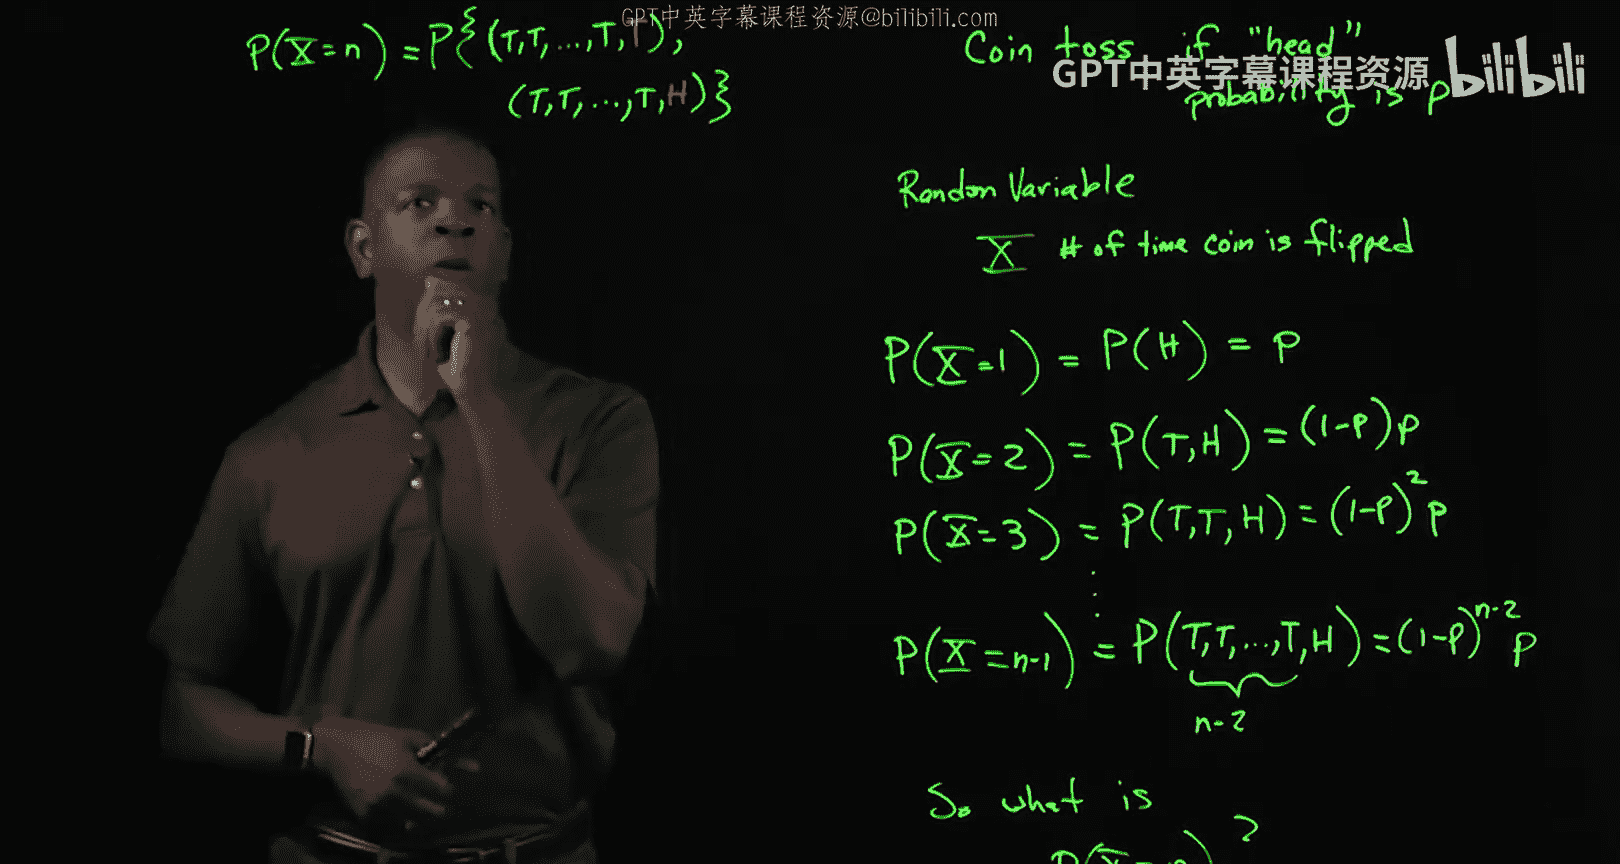 GPT中英字幕课程资源@bilibili.com
P(X=n) = P{(T,T,...,T,T),
(T,T,...,T,H)}
Coin toss if "head"
probability is p
GPT中英字幕课程资源 bilibili
Random Variable
X # of time coin is flipped
P(X=1) = P(H) = p
P(X=2) = P(T,H) = (1-p)p
P(X=3) = P(T,T,H) = (1-p)²p
⋮
P(X=n-1) = P(T,T,...,T,H) = (1-p)ⁿ⁻² p
n-2
So what is
P(X=n) ?